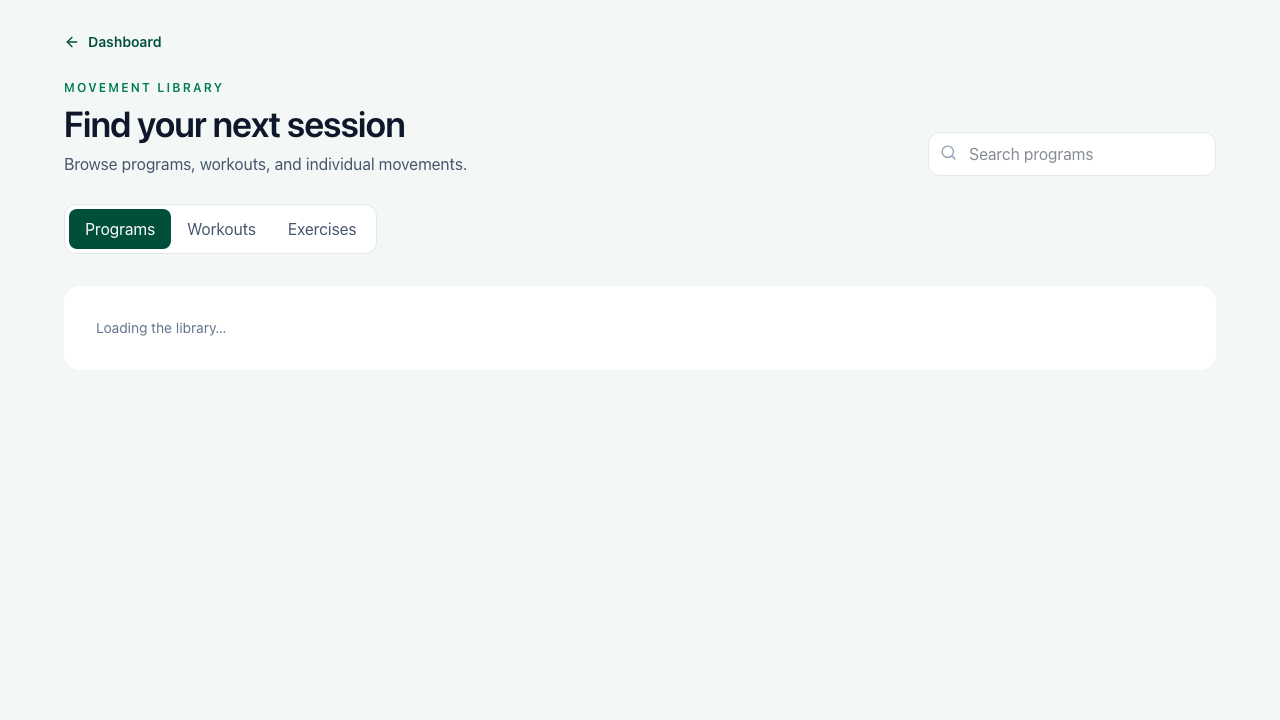 Dashboard
MOVEMENT LIBRARY
Find your next session
Browse programs, workouts, and individual movements.
Search programs
Programs
Workouts
Exercises
Loading the library…